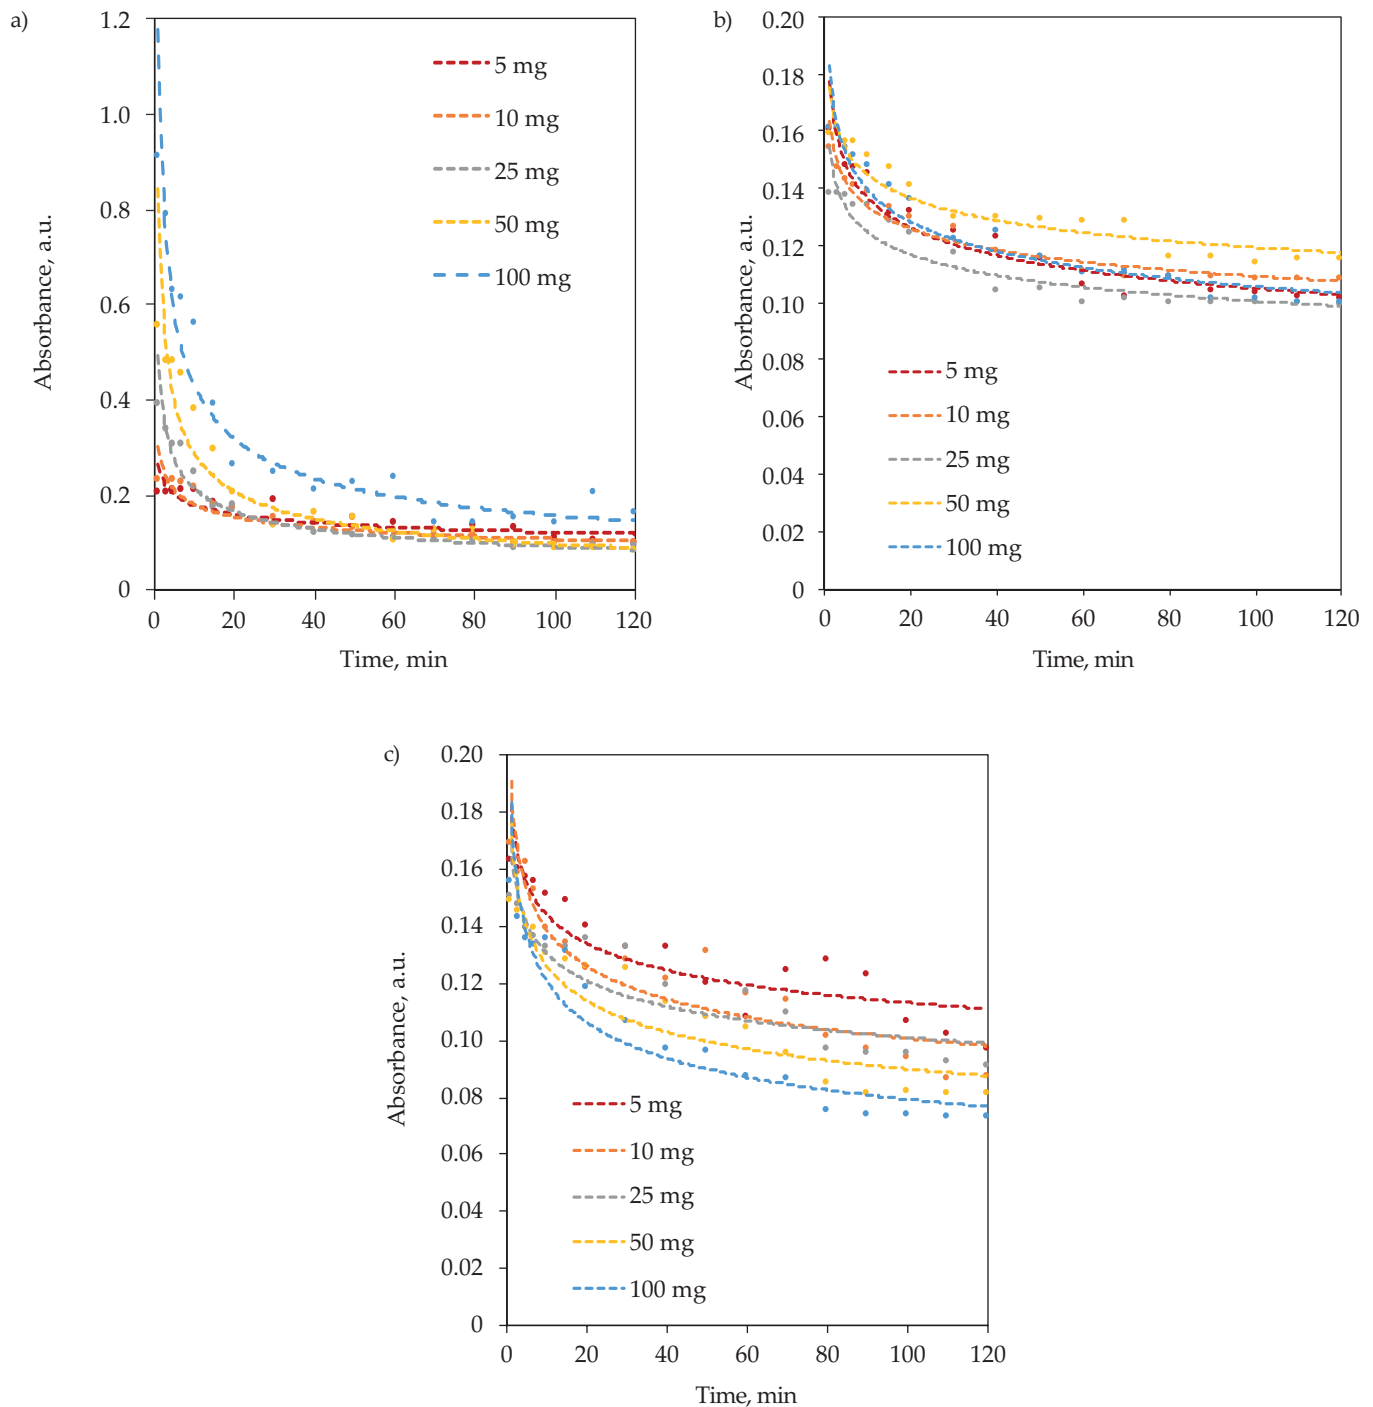 a)
1.2
1.0
0.8
0.6
0.4
0.2
0
Absorbance, a.u.
5 mg
10 mg
25 mg
50 mg
100 mg
0 20 40 60 80 100 120
Time, min
b)
0.20
0.18
0.16
0.14
0.12
0.10
0.08
0.06
0.04
0.02
0
Absorbance, a.u.
5 mg
10 mg
25 mg
50 mg
100 mg
0 20 40 60 80 100 120
Time, min
c)
0.20
0.18
0.16
0.14
0.12
0.10
0.08
0.06
0.04
0.02
0
Absorbance, a.u.
5 mg
10 mg
25 mg
50 mg
100 mg
0 20 40 60 80 100 120
Time, min